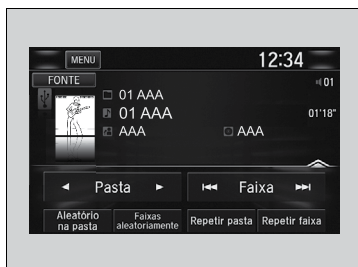 MENU 12:34
FONTE 01
01 AAA
01 AAA 01'18"
AAA AAA
Pasta Faixa
Aleatório na pasta
Faixas aleatoriamente
Repetir pasta
Repetir faixa